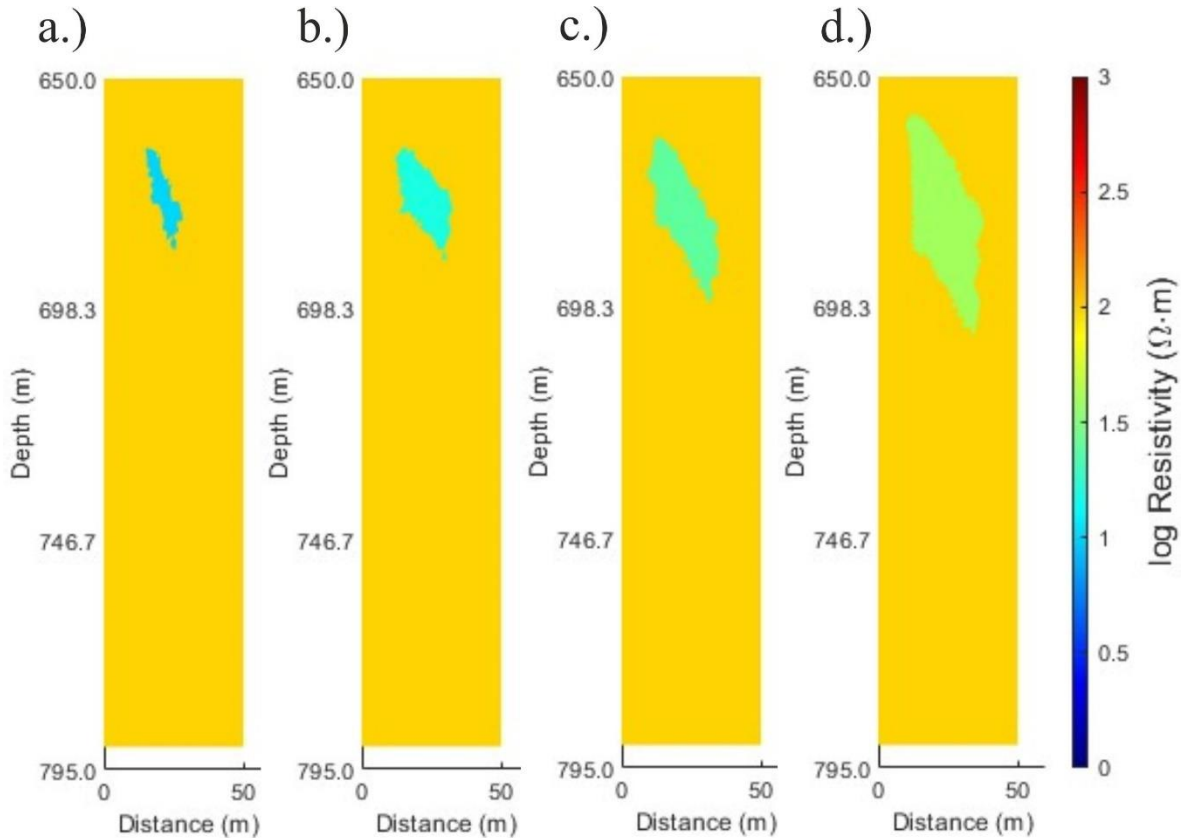 a.)
b.)
c.)
d.)
650.0
698.3
746.7
795.0
Depth (m)
0
50
Distance (m)
650.0
698.3
746.7
795.0
Depth (m)
0
50
Distance (m)
650.0
698.3
746.7
795.0
Depth (m)
0
50
Distance (m)
650.0
698.3
746.7
795.0
Depth (m)
0
50
Distance (m)
3
2.5
2
1.5
1
0.5
0
log Resistivity (Ω·m)